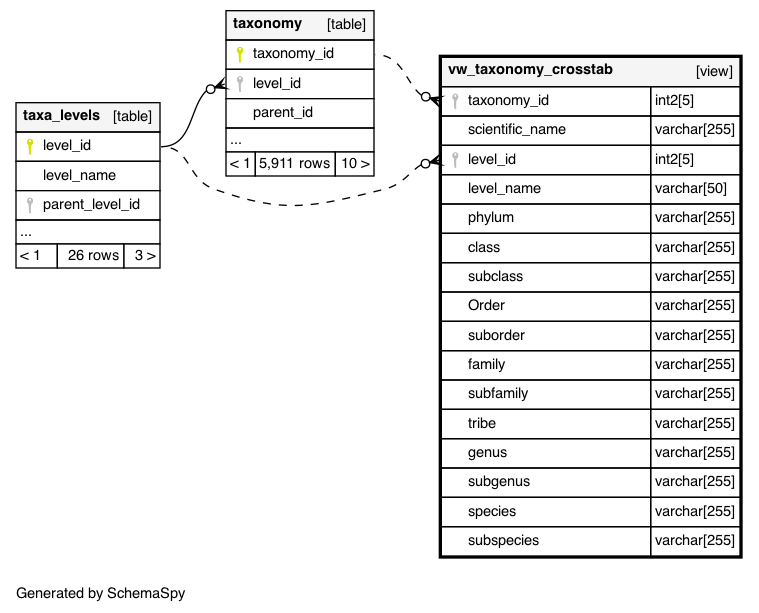 taxonomy [table]
taxonomy_id
level_id
parent_id
...
< 1 5,911 rows 10 >
taxa_levels [table]
level_id
level_name
parent_level_id
...
< 1 26 rows 3 >
vw_taxonomy_crosstab [view]
taxonomy_id int2[5]
scientific_name varchar[255]
level_id int2[5]
level_name varchar[50]
phylum varchar[255]
class varchar[255]
subclass varchar[255]
Order varchar[255]
suborder varchar[255]
family varchar[255]
subfamily varchar[255]
tribe varchar[255]
genus varchar[255]
subgenus varchar[255]
species varchar[255]
subspecies varchar[255]
Generated by SchemaSpy